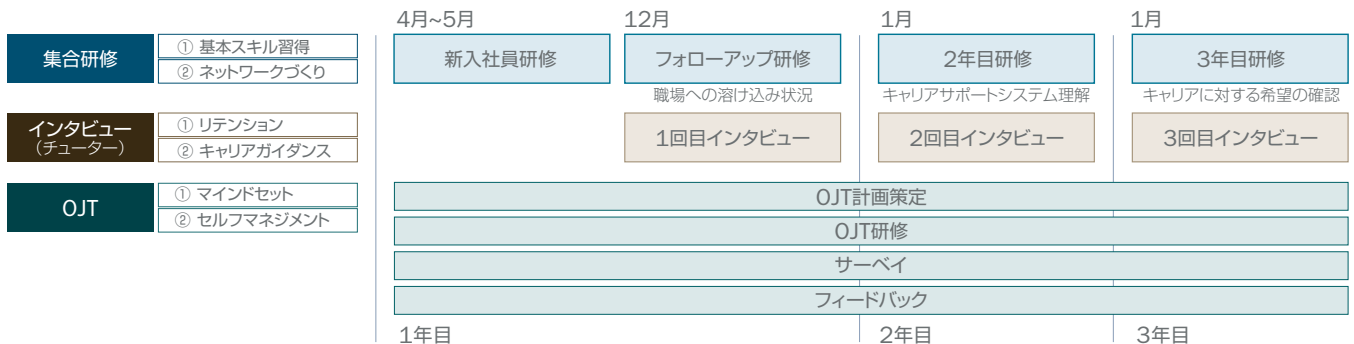 4月~5月
12月
1月
1月
集合研修
① 基本スキル習得
② ネットワークづくり
新入社員研修
フォローアップ研修
2年目研修
3年目研修
職場への溶け込み状況
キャリアサポートシステム理解
キャリアに対する希望の確認
インタビュー
（チューター）
① リテンション
② キャリアガイダンス
1回目インタビュー
2回目インタビュー
3回目インタビュー
OJT
① マインドセット
② セルフマネジメント
OJT計画策定
OJT研修
サーベイ
フィードバック
1年目
2年目
3年目